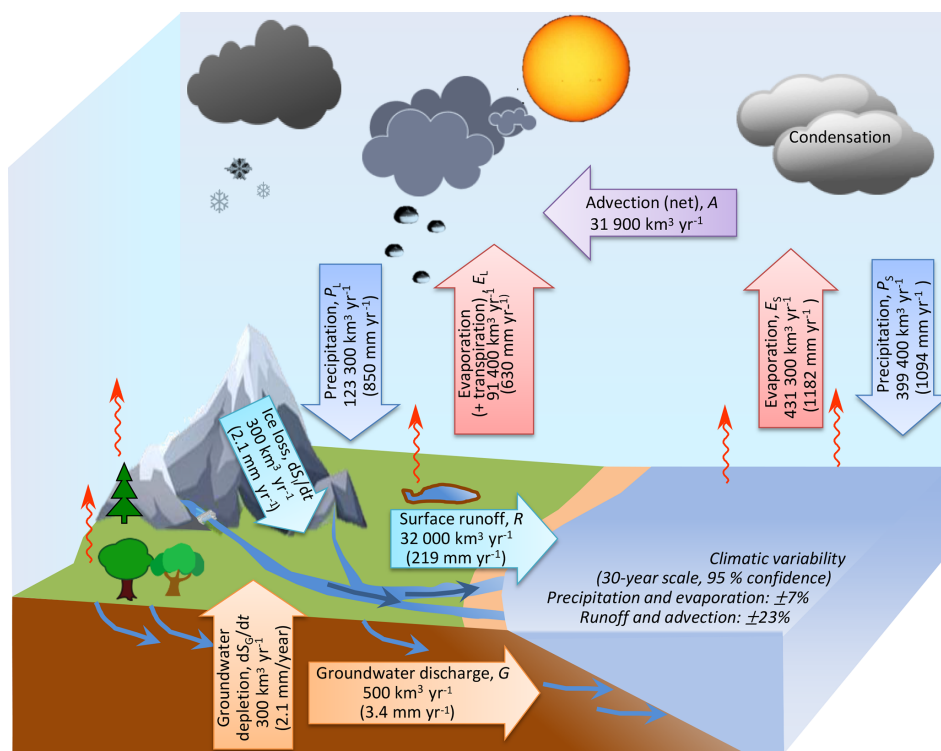 Condensation
Advection (net), A
31 900 km³ yr⁻¹
Precipitation, P_L
123 300 km³ yr⁻¹
(850 mm yr⁻¹)
Evaporation
(+ transpiration) , E_L
91 400 km³ yr⁻¹
(630 mm yr⁻¹)
Evaporation, E_S
431 300 km³ yr⁻¹
(1182 mm yr⁻¹ )
Precipitation, P_S
399 400 km³ yr⁻¹
(1094 mm yr⁻¹)
Ice loss, dS_I/dt
300 km³ yr⁻¹
(2.1 mm yr⁻¹)
Surface runoff, R
32 000 km³ yr⁻¹
(219 mm yr⁻¹)
Climatic variability
(30-year scale, 95 % confidence)
Precipitation and evaporation: ±7%
Runoff and advection: ±23%
Groundwater
depletion, dS_G/dt
300 km³ yr⁻¹
(2.1 mm/year)
Groundwater discharge, G
500 km³ yr⁻¹
(3.4 mm yr⁻¹)